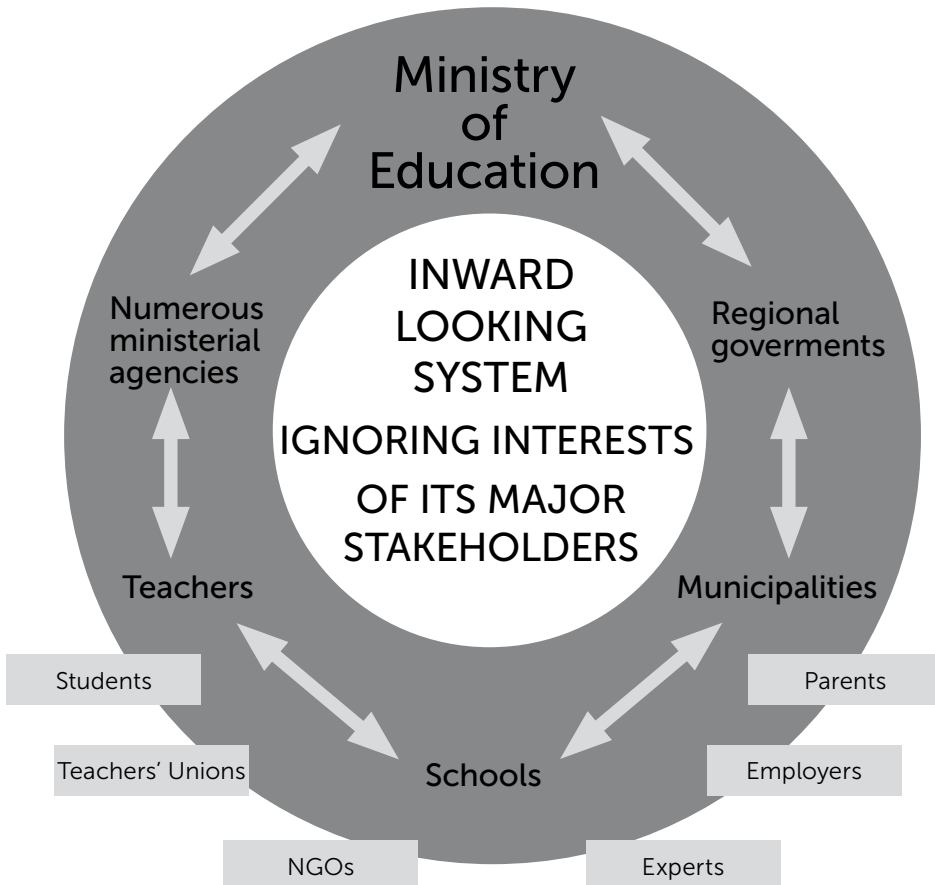 Ministry
of
Education
INWARD
LOOKING
SYSTEM
IGNORING INTERESTS
OF ITS MAJOR
STAKEHOLDERS
Numerous
ministerial
agencies
Regional
goverments
Teachers
Municipalities
Students
Parents
Teachers’ Unions
Schools
Employers
NGOs
Experts